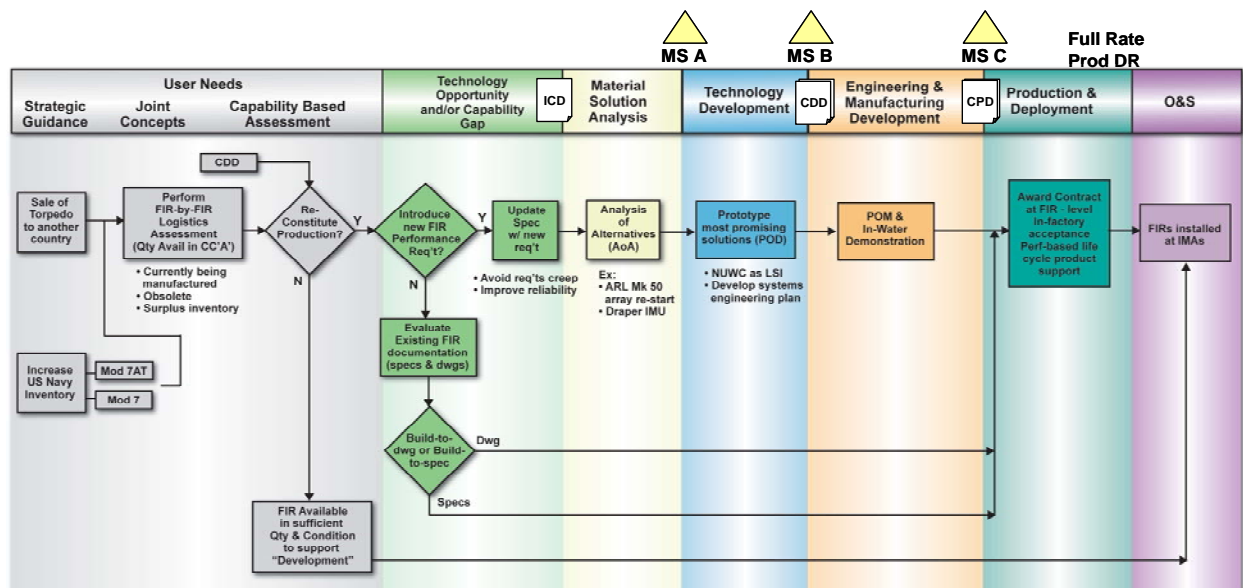 MS A
MS B
MS C
Full Rate
Prod DR
User Needs
Strategic
Guidance
Joint
Concepts
Capability Based
Assessment
Technology
Opportunity
and/or Capability
Gap
ICD
Material
Solution
Analysis
Technology
Development
CDD
Engineering &
Manufacturing
Development
CPD
Production &
Deployment
O&S
CDD
Sale of
Torpedo
to another
country
Perform
FIR-by-FIR
Logistics
Assessment
(Qty Avail in CC'A')
• Currently being
manufactured
• Obsolete
• Surplus inventory
Re-
Constitute
Production?
Y
N
Introduce
new FIR
Performance
Req't?
Y
N
Update
Spec
w/ new
req't
• Avoid req'ts creep
• Improve reliability
Analysis
of
Alternatives
(AoA)
Ex:
• ARL Mk 50
array re-start
• Draper IMU
Prototype
most promising
solutions (POD)
• NUWC as LSI
• Develop systems
engineering plan
POM &
In-Water
Demonstration
Award Contract
at FIR - level
In-factory
acceptance
Perf-based life
cycle product
support
FIRs installed
at IMAs
Increase
US Navy
Inventory
Mod 7AT
Mod 7
Evaluate
Existing FIR
documentation
(specs & dwgs)
Build-to-
dwg or Build-
to-spec
Dwg
Specs
FIR Available
in sufficient
Qty & Condition
to support
"Development"